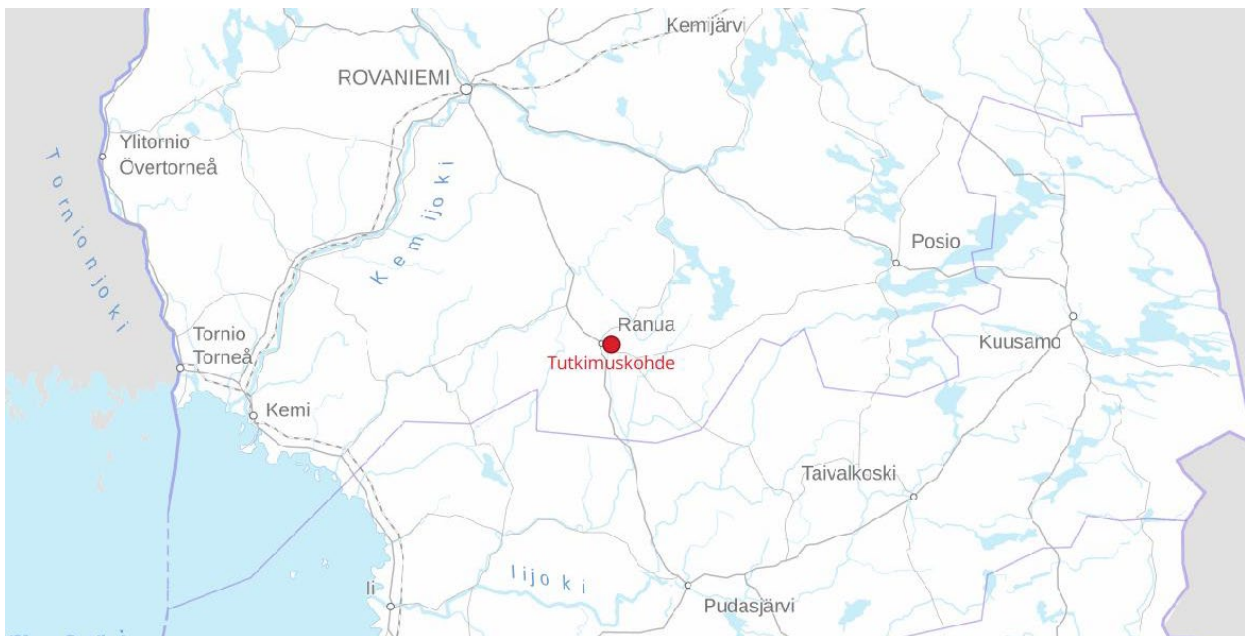 Kemijärvi
ROVANIEMI
Ylitornio
Övertorneå
Tornionjoki
Kemijoki
Posio
Ranua
Tutkimuskohde
Tornio
Torneå
Kuusamo
Kemi
Taivalkoski
Iijoki
Ii
Pudasjärvi